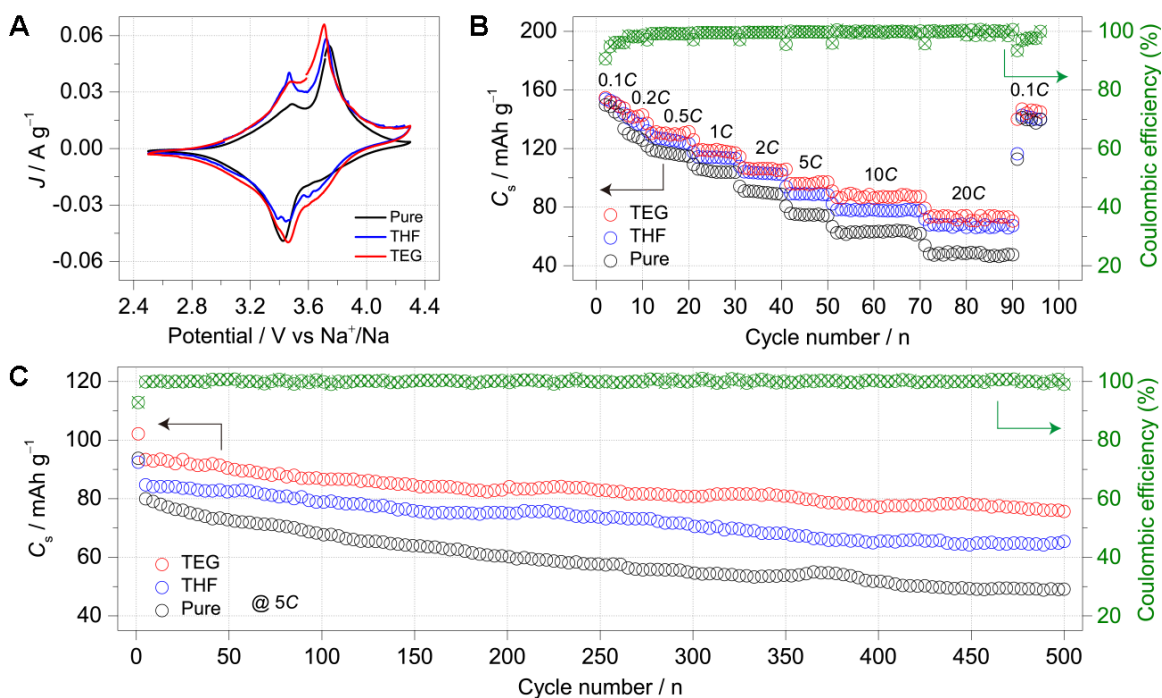 A
0.06
0.03
0.00
-0.03
-0.06
J / A g⁻¹
Pure
THF
TEG
2.4 3.0 3.6 4.2 4.4
Potential / V vs Na⁺/Na
B
200
160
120
80
40
Cₛ / mAh g⁻¹
0.1C
0.2C
0.5C
1C
2C
5C
10C
20C
0.1C
TEG
THF
Pure
100
80
60
40
20
Coulombic efficiency (%)
0 10 20 30 40 50 60 70 80 90 100
Cycle number / n
C
120
100
80
60
40
Cₛ / mAh g⁻¹
TEG
THF
Pure
@ 5C
100
80
60
40
20
Coulombic efficiency (%)
0 50 100 150 200 250 300 350 400 450 500
Cycle number / n